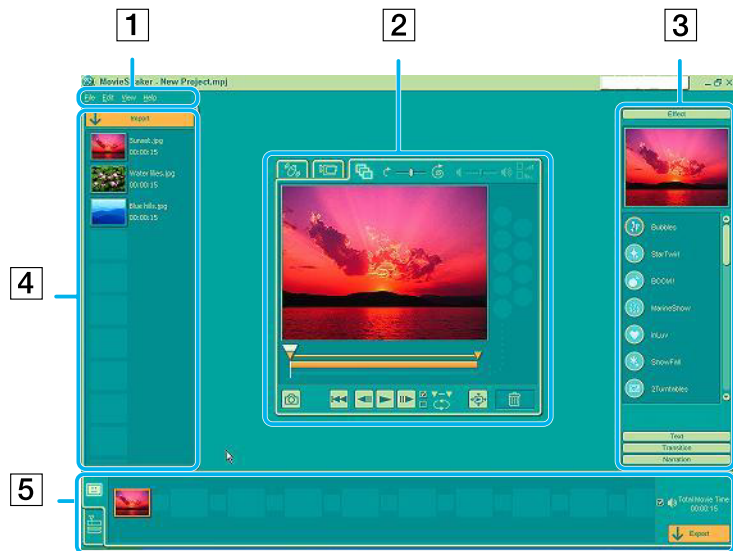 1
2
3
MovieShaker - New Project.mpj
File Edit View Help
Import
Sunset.jpg
00:00:15
Water lilies.jpg
00:00:15
Blue hills.jpg
00:00:15
Effect
Bubbles
StarTwirl
BOOM!
MarineSnow
InLuv
SnowFall
2Turntables
Text
Transition
Narration
4
5
Total Movie Time
00:00:15
Export